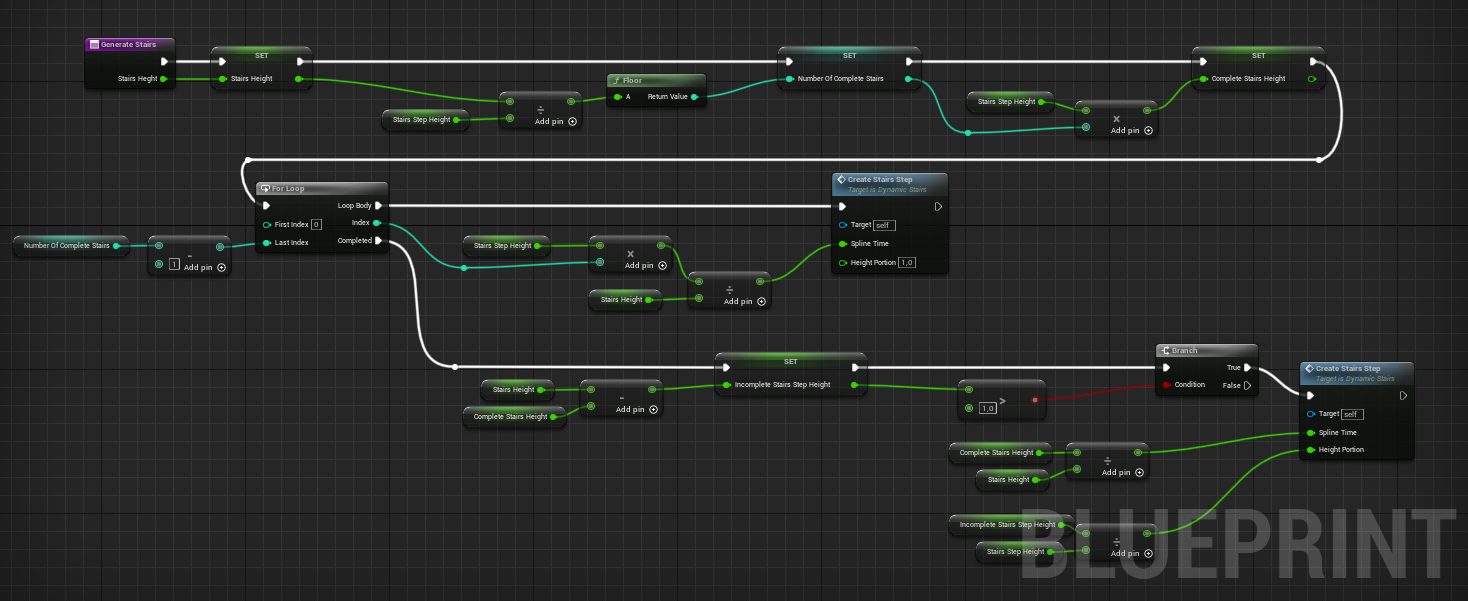 Generate Stairs
Stairs Heght
SET
Stairs Height
Stairs Step Height
÷
Add pin
Floor
A
Return Value
SET
Number Of Complete Stairs
Stairs Step Height
×
Add pin
SET
Complete Stairs Height
For Loop
Loop Body
First Index 0
Index
Last Index
Completed
Number Of Complete Stairs
-
1 Add pin
Stairs Step Height
×
Add pin
Stairs Height
÷
Add pin
Create Stairs Step
Target is Dynamic Stairs
Target self
Spline Time
Height Portion 1,0
Stairs Height
Complete Stairs Height
-
Add pin
SET
Incomplete Stairs Step Height
1,0 >
Branch
True
Condition
False
Create Stairs Step
Target is Dynamic Stairs
Target self
Spline Time
Height Portion
Complete Stairs Height
Stairs Height
÷
Add pin
Incomplete Stairs Step Height
Stairs Step Height
÷
Add pin
BLUEPRINT